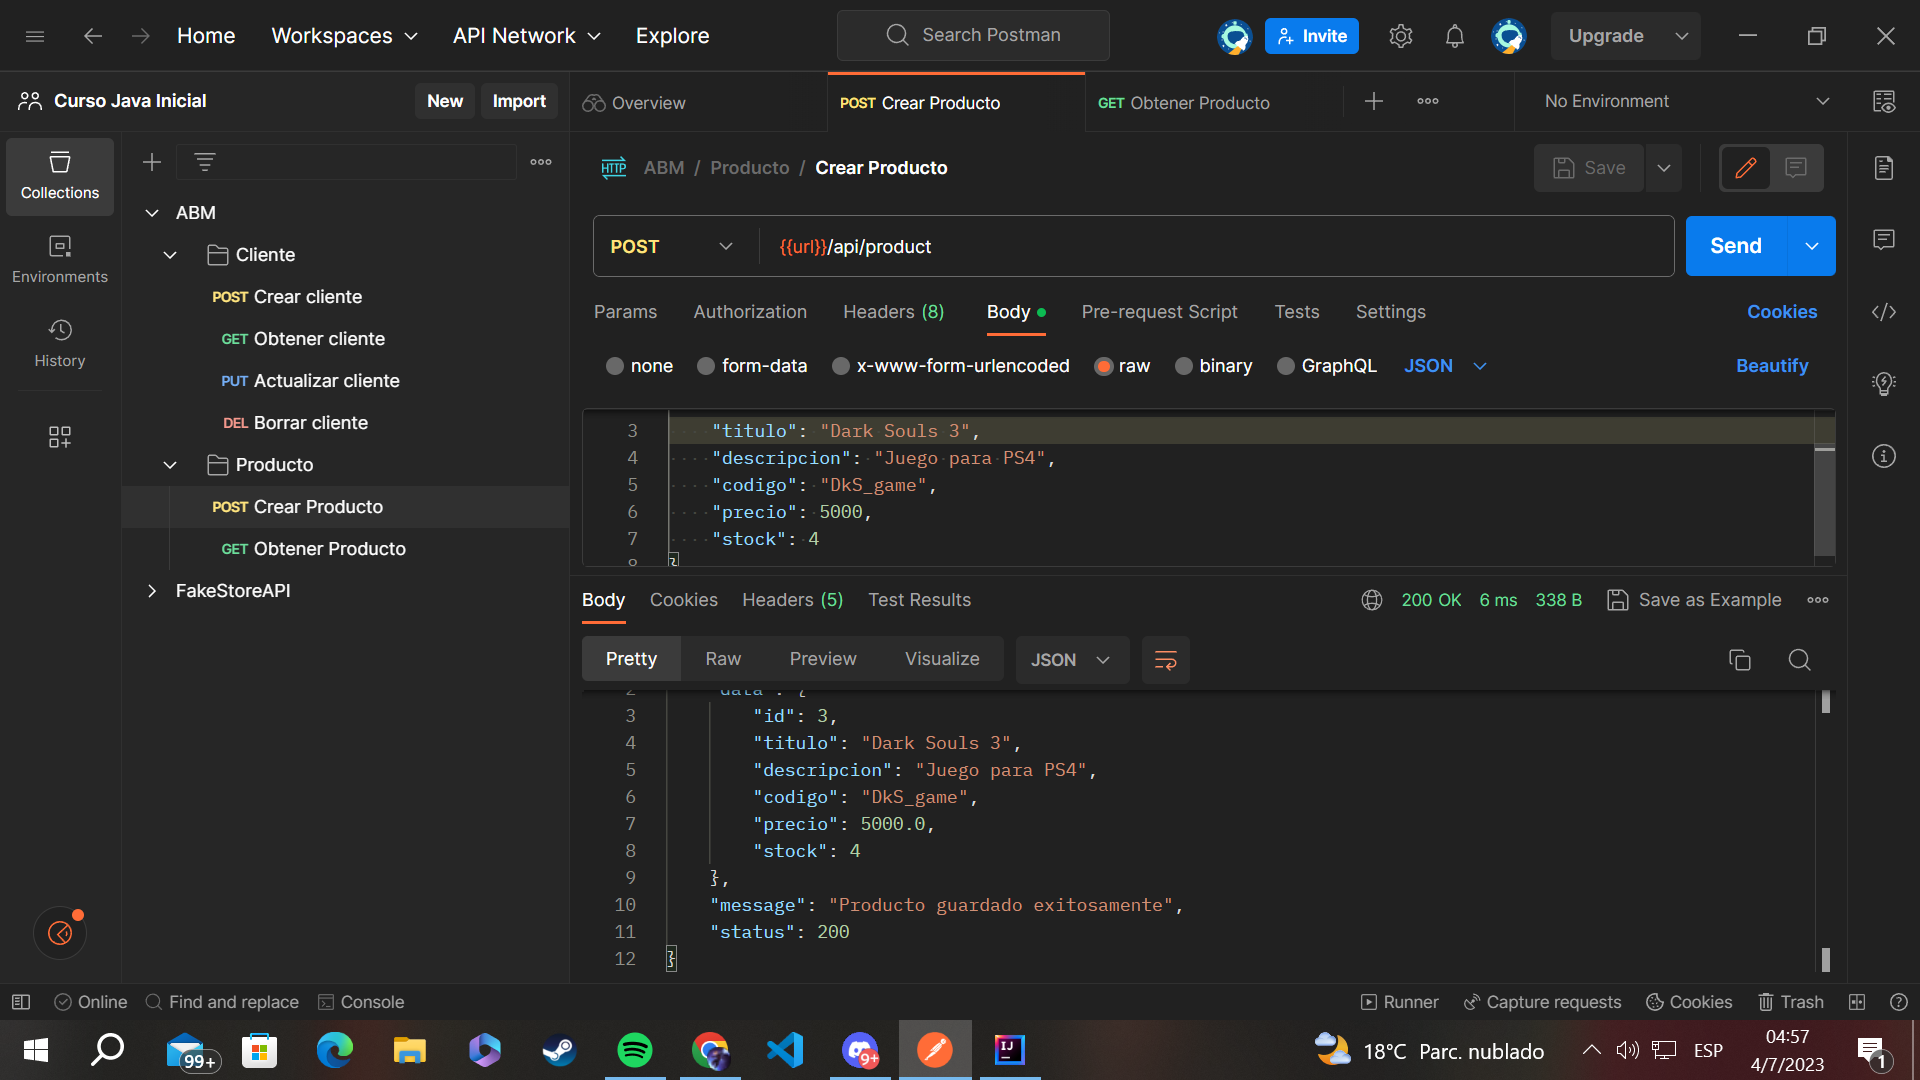 Home
Workspaces
API Network
Explore
Search Postman
Invite
Upgrade
Curso Java Inicial
New
Import
Overview
POST Crear Producto
GET Obtener Producto
No Environment
Collections
Environments
History
ABM
Cliente
POST Crear cliente
GET Obtener cliente
PUT Actualizar cliente
DEL Borrar cliente
Producto
POST Crear Producto
GET Obtener Producto
FakeStoreAPI
HTTP ABM / Producto / Crear Producto
Save
POST
{{url}}/api/product
Send
Params
Authorization
Headers (8)
Body
Pre-request Script
Tests
Settings
Cookies
none
form-data
x-www-form-urlencoded
raw
binary
GraphQL
JSON
Beautify
3 "titulo": "Dark Souls 3",
4 "descripcion": "Juego para PS4",
5 "codigo": "DkS_game",
6 "precio": 5000,
7 "stock": 4
8 }
Body
Cookies
Headers (5)
Test Results
200 OK
6 ms
338 B
Save as Example
Pretty
Raw
Preview
Visualize
JSON
2 "data": {
3 "id": 3,
4 "titulo": "Dark Souls 3",
5 "descripcion": "Juego para PS4",
6 "codigo": "DkS_game",
7 "precio": 5000.0,
8 "stock": 4
9 },
10 "message": "Producto guardado exitosamente",
11 "status": 200
12 }
Online
Find and replace
Console
Runner
Capture requests
Cookies
Trash
99+
9+
IJ
18°C Parc. nublado
ESP
04:57
4/7/2023
1